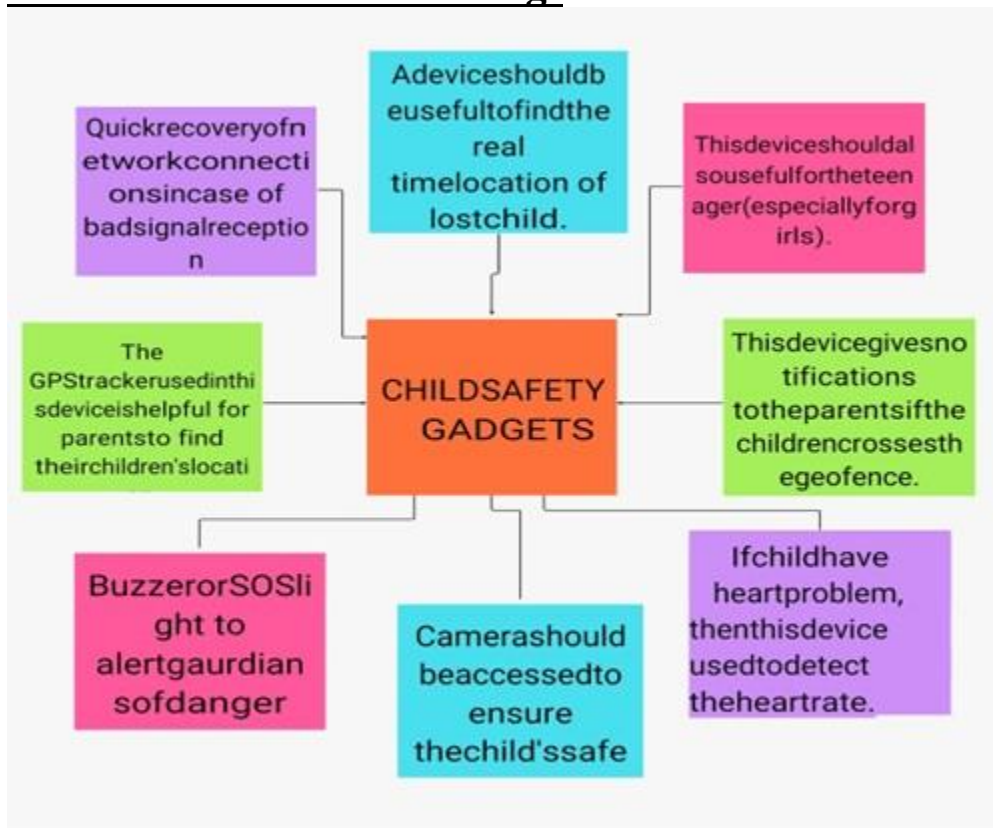 Quickrecoveryofn
etworkconnecti
onsincase of
badsignalreceptio
n
Adeviceshouldb
eusefultofindthe
real
timelocation of
lostchild.
Thisdeviceshouldal
sousefulfortheteen
ager(especiallyforg
irls).
The
GPStrackerusedinthi
sdeviceishelpful for
parentsto find
theirchildren'slocati
CHILDSAFETY
GADGETS
Thisdevicegivesno
tifications
totheparentsifthe
childrencrossesth
egeofence.
BuzzerorSOSli
ght to
alertgaurdian
sofdanger
Camerashould
beaccessedto
ensure
thechild'ssafe
Ifchildhave
heartproblem,
thenthisdevice
usedtodetect
theheartrate.